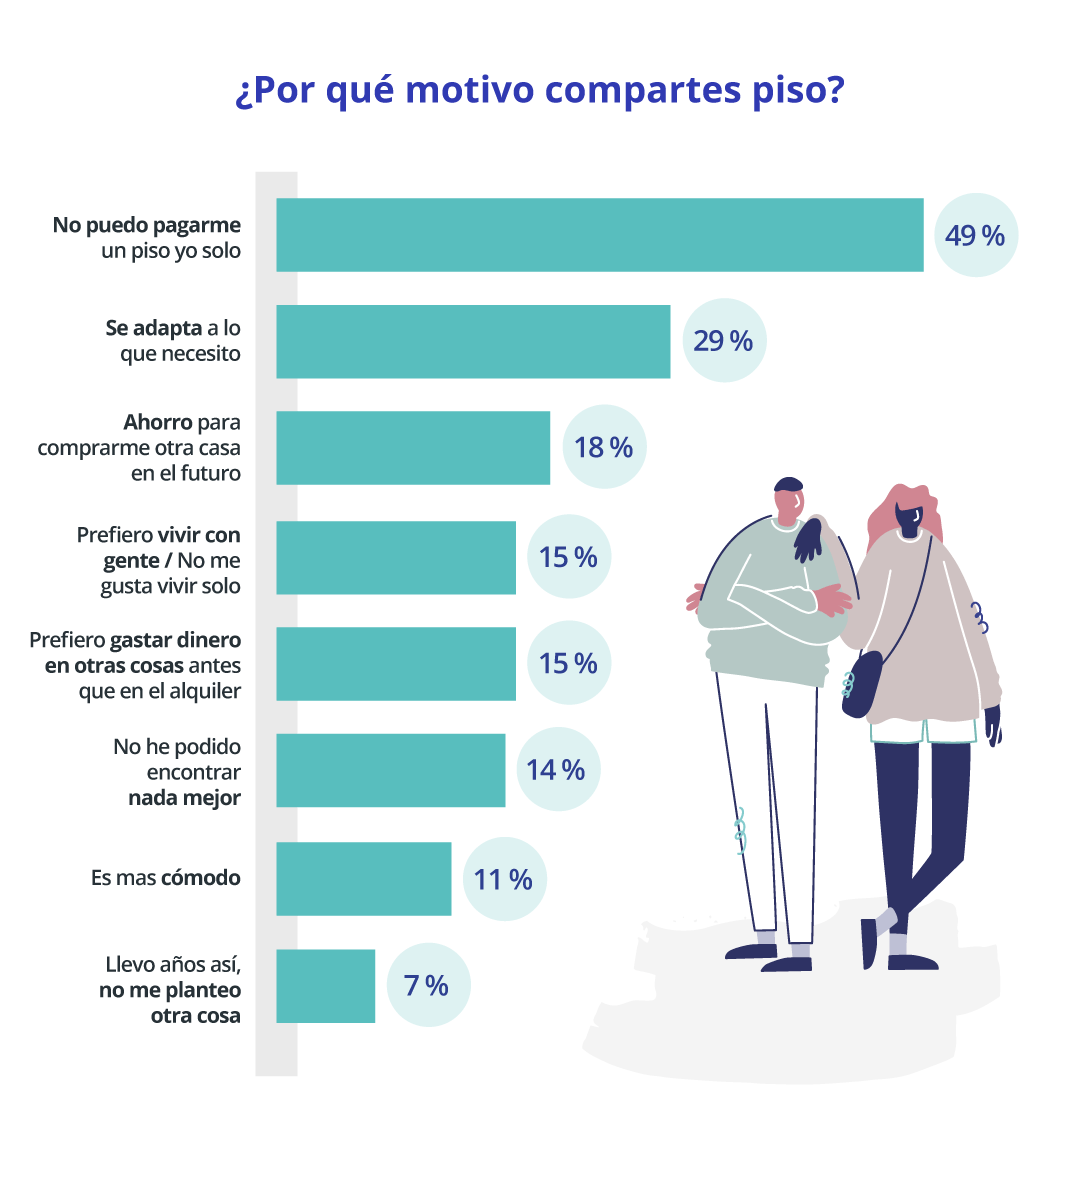 ¿Por qué motivo compartes piso?
No puedo pagarme
un piso yo solo
49 %
Se adapta a lo
que necesito
29 %
Ahorro para
comprarme otra casa
en el futuro
18 %
Prefiero vivir con
gente / No me
gusta vivir solo
15 %
Prefiero gastar dinero
en otras cosas antes
que en el alquiler
15 %
No he podido
encontrar
nada mejor
14 %
Es mas cómodo
11 %
Llevo años así,
no me planteo
otra cosa
7 %